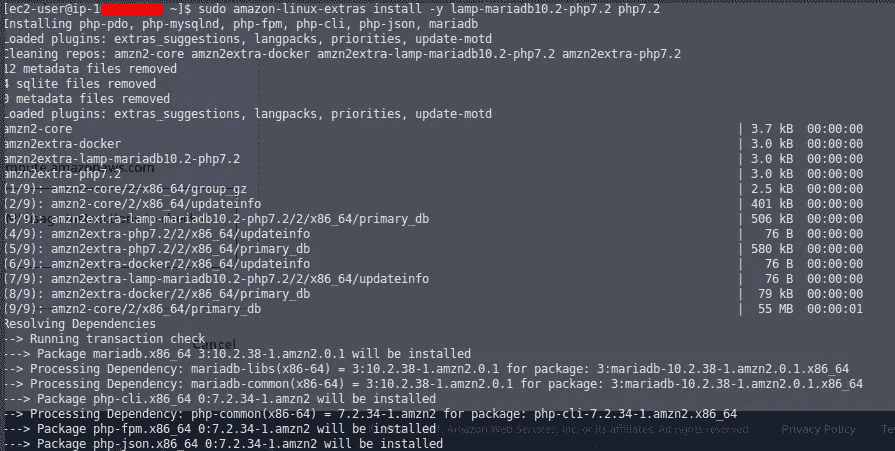 [ec2-user@ip-1 ~]$ sudo amazon-linux-extras install -y lamp-mariadb10.2-php7.2 php7.2
Installing php-pdo, php-mysqlnd, php-fpm, php-cli, php-json, mariadb
Loaded plugins: extras_suggestions, langpacks, priorities, update-motd
Cleaning repos: amzn2-core amzn2extra-docker amzn2extra-lamp-mariadb10.2-php7.2 amzn2extra-php7.2
12 metadata files removed
4 sqlite files removed
0 metadata files removed
Loaded plugins: extras_suggestions, langpacks, priorities, update-motd
amzn2-core | 3.7 kB 00:00:00
amzn2extra-docker | 3.0 kB 00:00:00
amzn2extra-lamp-mariadb10.2-php7.2 | 3.0 kB 00:00:00
mpute.amazonaws.com
amzn2extra-php7.2 | 3.0 kB 00:00:00
(1/9): amzn2-core/2/x86_64/group_gz | 2.5 kB 00:00:00
(2/9): amzn2-core/2/x86_64/updateinfo | 401 kB 00:00:00
(3/9): amzn2extra-lamp-mariadb10.2-php7.2/2/x86_64/primary_db | 506 kB 00:00:00
(4/9): amzn2extra-php7.2/2/x86_64/updateinfo | 76 B 00:00:00
(5/9): amzn2extra-php7.2/2/x86_64/primary_db | 580 kB 00:00:00
(6/9): amzn2extra-docker/2/x86_64/updateinfo | 76 B 00:00:00
(7/9): amzn2extra-lamp-mariadb10.2-php7.2/2/x86_64/updateinfo | 76 B 00:00:00
(8/9): amzn2extra-docker/2/x86_64/primary_db | 79 kB 00:00:00
(9/9): amzn2-core/2/x86_64/primary_db | 55 MB 00:00:01
Resolving Dependencies
--> Running transaction check
Cancel
---> Package mariadb.x86_64 3:10.2.38-1.amzn2.0.1 will be installed
--> Processing Dependency: mariadb-libs(x86-64) = 3:10.2.38-1.amzn2.0.1 for package: 3:mariadb-10.2.38-1.amzn2.0.1.x86_64
--> Processing Dependency: mariadb-common(x86-64) = 3:10.2.38-1.amzn2.0.1 for package: 3:mariadb-10.2.38-1.amzn2.0.1.x86_64
---> Package php-cli.x86_64 0:7.2.34-1.amzn2 will be installed
--> Processing Dependency: php-common(x86-64) = 7.2.34-1.amzn2 for package: php-cli-7.2.34-1.amzn2.x86_64
---> Package php-fpm.x86_64 0:7.2.34-1.amzn2 will be installed
Amazon Web Services, Inc. or its affiliates. All rights reserved. Privacy Policy
---> Package php-json.x86_64 0:7.2.34-1.amzn2 will be installed